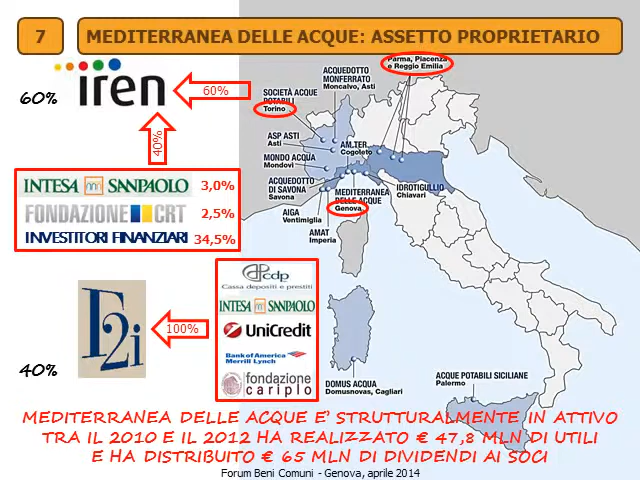 7
MEDITERRANEA DELLE ACQUE: ASSETTO PROPRIETARIO
60%
iren
60%
40%
INTESA SANPAOLO 3,0%
FONDAZIONE CRT 2,5%
INVESTITORI FINANZIARI 34,5%
Parma, Piacenza
e Reggio Emilia
ACQUEDOTTO
MONFERRATO
Moncalvo, Asti
SOCIETÀ ACQUE
POTABILI
Torino
ASP ASTI
Asti
AM.TER
Cogoleto
MONDO ACQUA
Mondovì
ACQUEDOTTO
DI SAVONA
Savona
MEDITERRANEA
DELLE ACQUE
Genova
IDROTIGULLIO
Chiavari
AIGA
Ventimiglia
AMAT
Imperia
40%
F2i
100%
cdp
Cassa depositi e prestiti
INTESA SANPAOLO
UniCredit
Bank of America
Merrill Lynch
fondazione
cariplo
DOMUS ACQUA
Domusnovas, Cagliari
ACQUE POTABILI SICILIANE
Palermo
MEDITERRANEA DELLE ACQUE E' STRUTTURALMENTE IN ATTIVO
TRA IL 2010 E IL 2012 HA REALIZZATO € 47,8 MLN DI UTILI
E HA DISTRIBUITO € 65 MLN DI DIVIDENDI AI SOCI
Forum Beni Comuni - Genova, aprile 2014